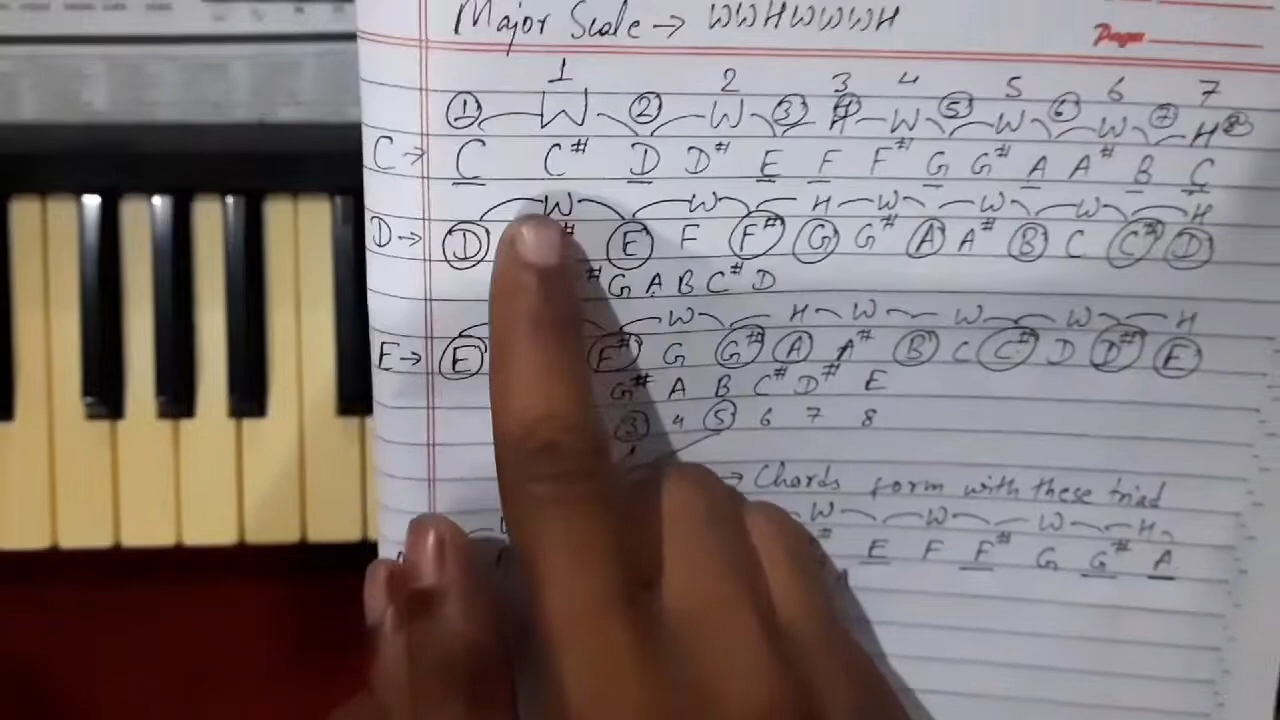 Major Scale → WWHWWWH
Page
1 2 3 4 5 6 7
① W ② W ③ H W ⑤ W ⑥ W ⑦ H ⑧
C → C C# D D# E F F# G G# A A# B C
W W H W W W H
D → D # E F F# G G# A A# B C C# D
# G A B C# D
W H W W W H
E → E F# G G# A A# B C C# D D# E
G# A B C# D# E
③ 4 ⑤ 6 7 8
→ Chords form with these triad
W W W H
# E F F# G G# A